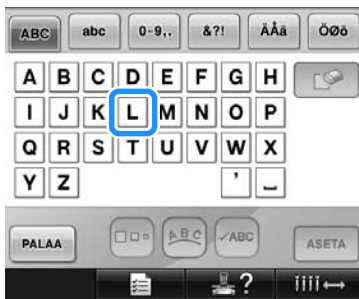 ABC abc 0-9,. &?! ÄÅä ÖØö
A B C D E F G H
I J K L M N O P
Q R S T U V W X
Y Z ' ⎵
PALAA ABC ✓ABC ASETA
?